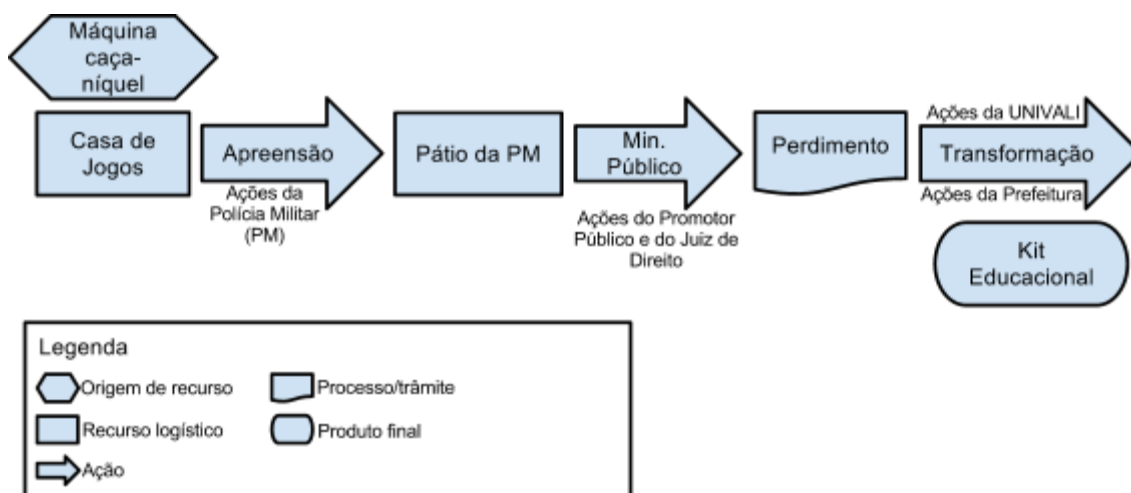 Máquina
caça-
níquel
Casa de
Jogos
Apreensão
Ações da
Polícia Militar
(PM)
Pátio da PM
Min.
Público
Ações do Promotor
Público e do Juiz de
Direito
Perdimento
Ações da UNIVALI
Transformação
Ações da Prefeitura
Kit
Educacional
Legenda
Origem de recurso
Processo/trâmite
Recurso logístico
Produto final
Ação